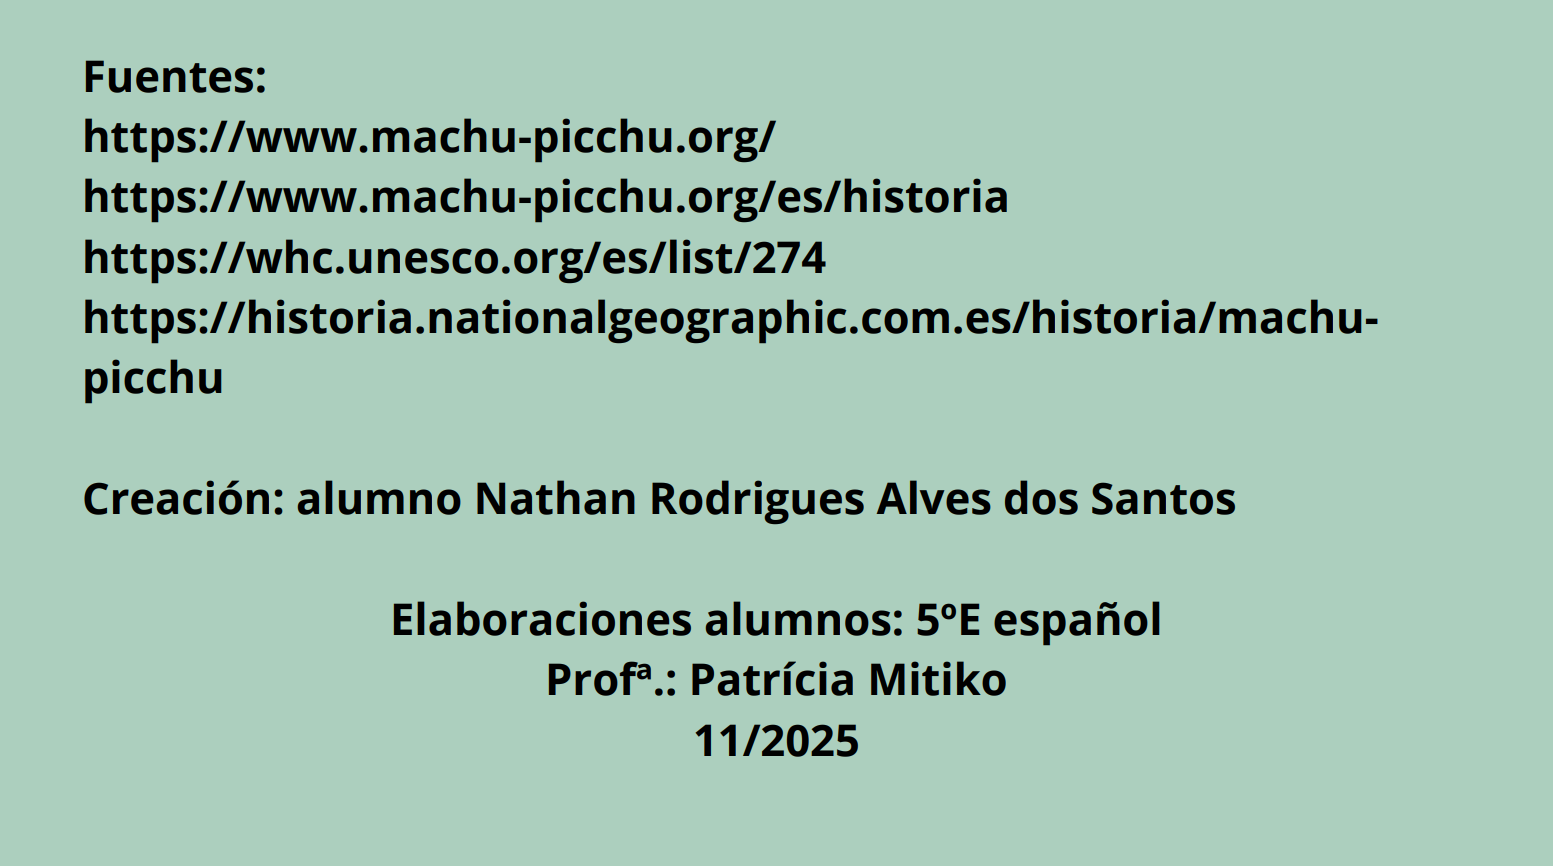 Fuentes:
https://www.machu-picchu.org/
https://www.machu-picchu.org/es/historia
https://whc.unesco.org/es/list/274
https://historia.nationalgeographic.com.es/historia/machu-
picchu
Creación: alumno Nathan Rodrigues Alves dos Santos
Elaboraciones alumnos: 5ºE español
Profª.: Patrícia Mitiko
11/2025